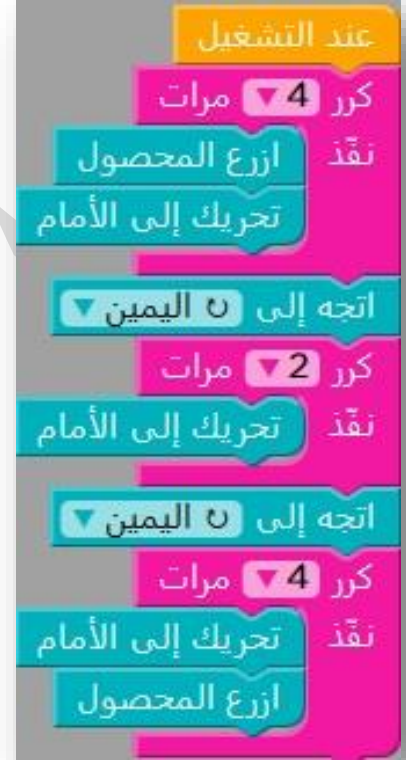 عند التشغيل
كرر 4 ▼ مرات
نفّذ ازرع المحصول
تحريك إلى الأمام
اتجه إلى ↻ اليمين ▼
كرر 2 ▼ مرات
نفّذ تحريك إلى الأمام
اتجه إلى ↻ اليمين ▼
كرر 4 ▼ مرات
نفّذ تحريك إلى الأمام
ازرع المحصول